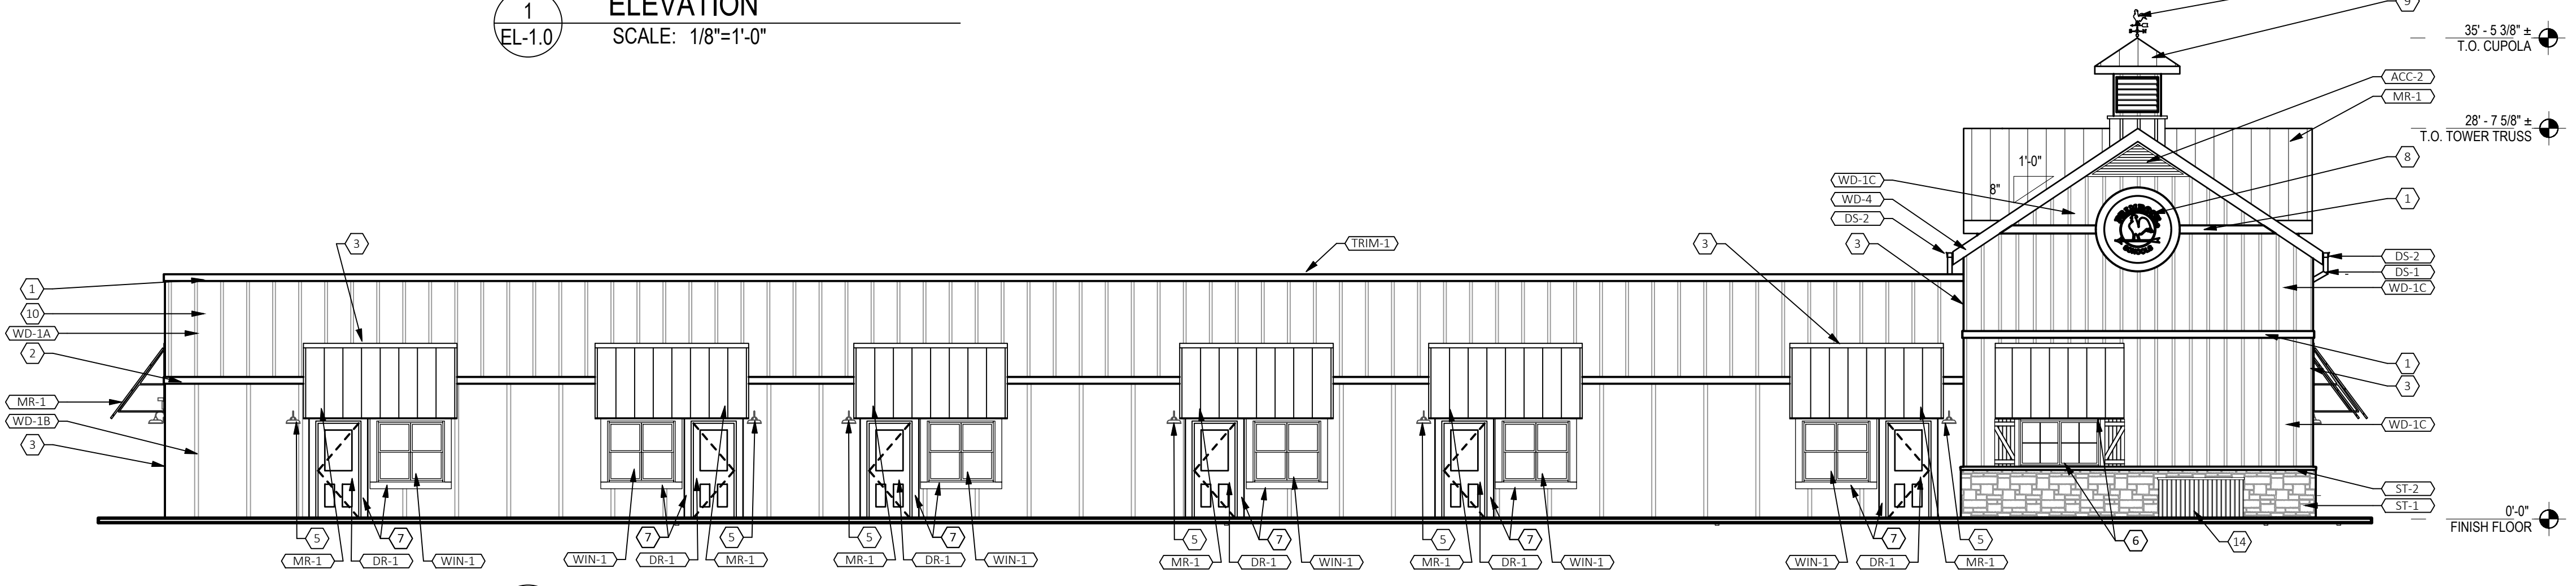 1
EL-1.0
ELEVATION
SCALE: 1/8"=1'-0"
9
35' - 5 3/8" ±
T.O. CUPOLA
ACC-2
MR-1
28' - 7 5/8" ±
T.O. TOWER TRUSS
8
1
1'-0"
8"
WD-1C
WD-4
DS-2
3
TRIM-1
3
3
DS-2
DS-1
WD-1C
1
10
WD-1A
2
MR-1
WD-1B
3
3
1
3
WD-1C
ST-2
ST-1
0'-0"
FINISH FLOOR
5
7
MR-1
DR-1
WIN-1
7
5
WIN-1
DR-1
MR-1
5
7
MR-1
DR-1
WIN-1
5
7
MR-1
DR-1
WIN-1
5
7
MR-1
DR-1
WIN-1
7
5
WIN-1
DR-1
MR-1
6
14